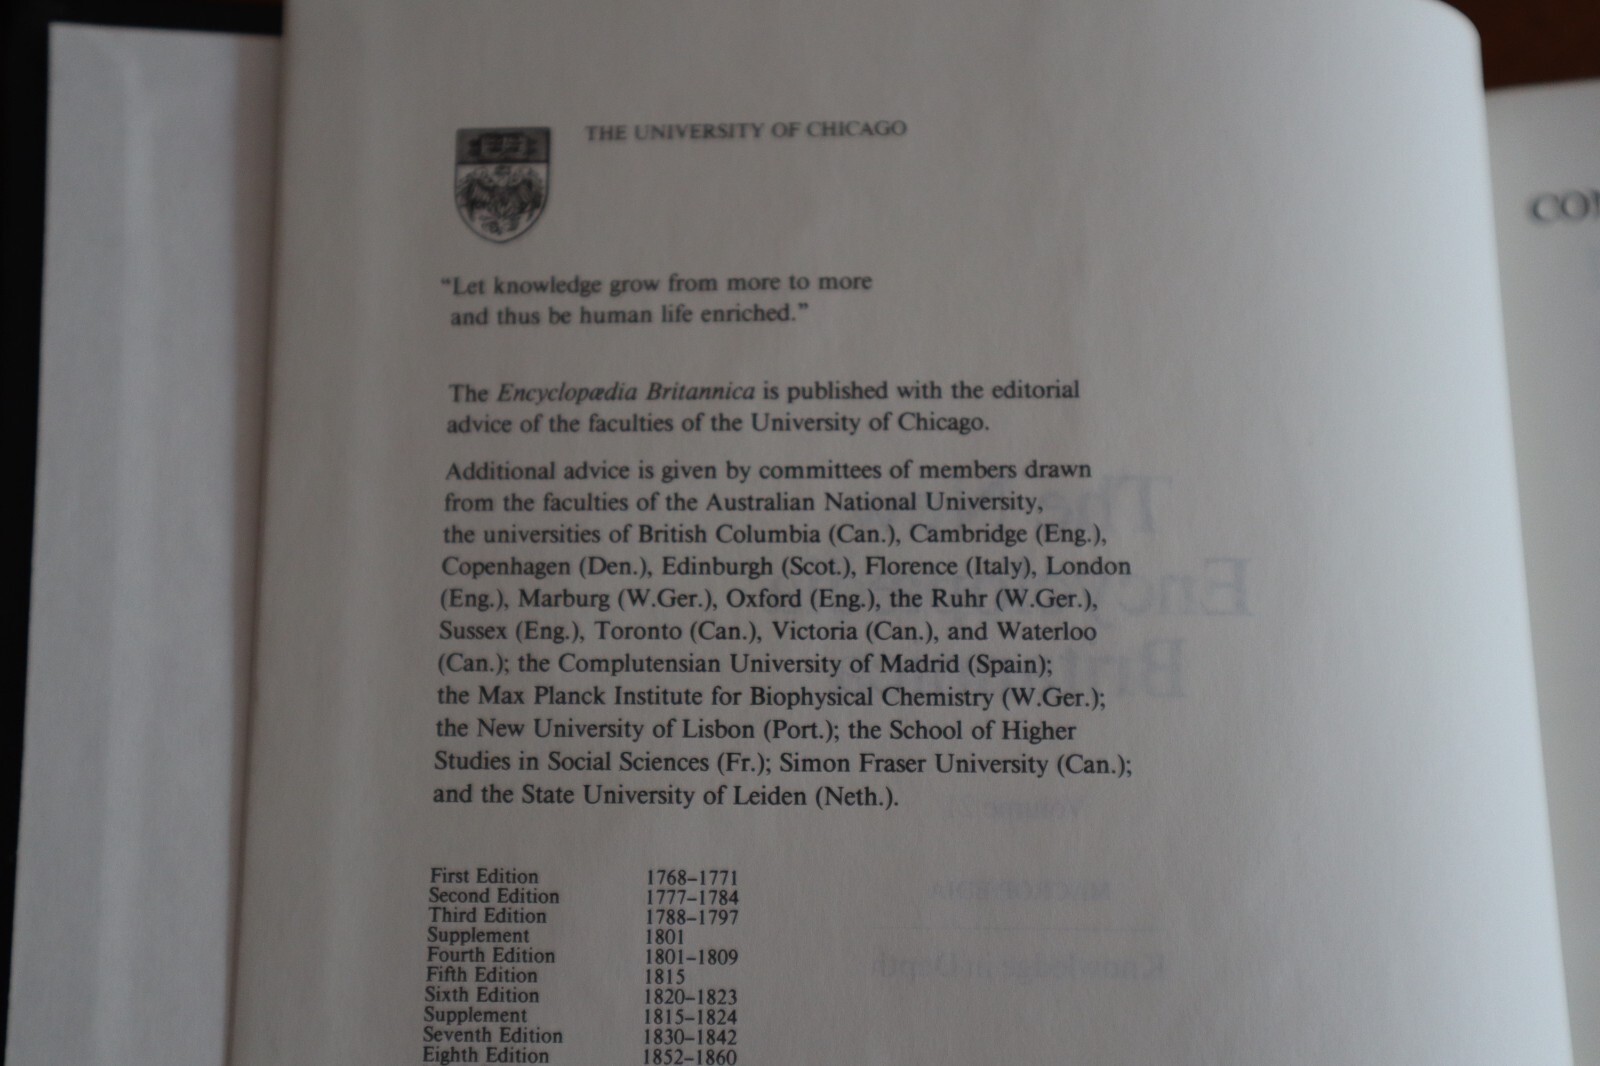 THE UNIVERSITY OF CHICAGO
“Let knowledge grow from more to more
and thus be human life enriched.”
The Encyclopædia Britannica is published with the editorial
advice of the faculties of the University of Chicago.
Additional advice is given by committees of members drawn
from the faculties of the Australian National University,
the universities of British Columbia (Can.), Cambridge (Eng.),
Copenhagen (Den.), Edinburgh (Scot.), Florence (Italy), London
(Eng.), Marburg (W.Ger.), Oxford (Eng.), the Ruhr (W.Ger.),
Sussex (Eng.), Toronto (Can.), Victoria (Can.), and Waterloo
(Can.); the Complutensian University of Madrid (Spain);
the Max Planck Institute for Biophysical Chemistry (W.Ger.);
the New University of Lisbon (Port.); the School of Higher
Studies in Social Sciences (Fr.); Simon Fraser University (Can.);
and the State University of Leiden (Neth.).
First Edition 1768–1771
Second Edition 1777–1784
Third Edition 1788–1797
Supplement 1801
Fourth Edition 1801–1809
Fifth Edition 1815
Sixth Edition 1820–1823
Supplement 1815–1824
Seventh Edition 1830–1842
Eighth Edition 1852–1860